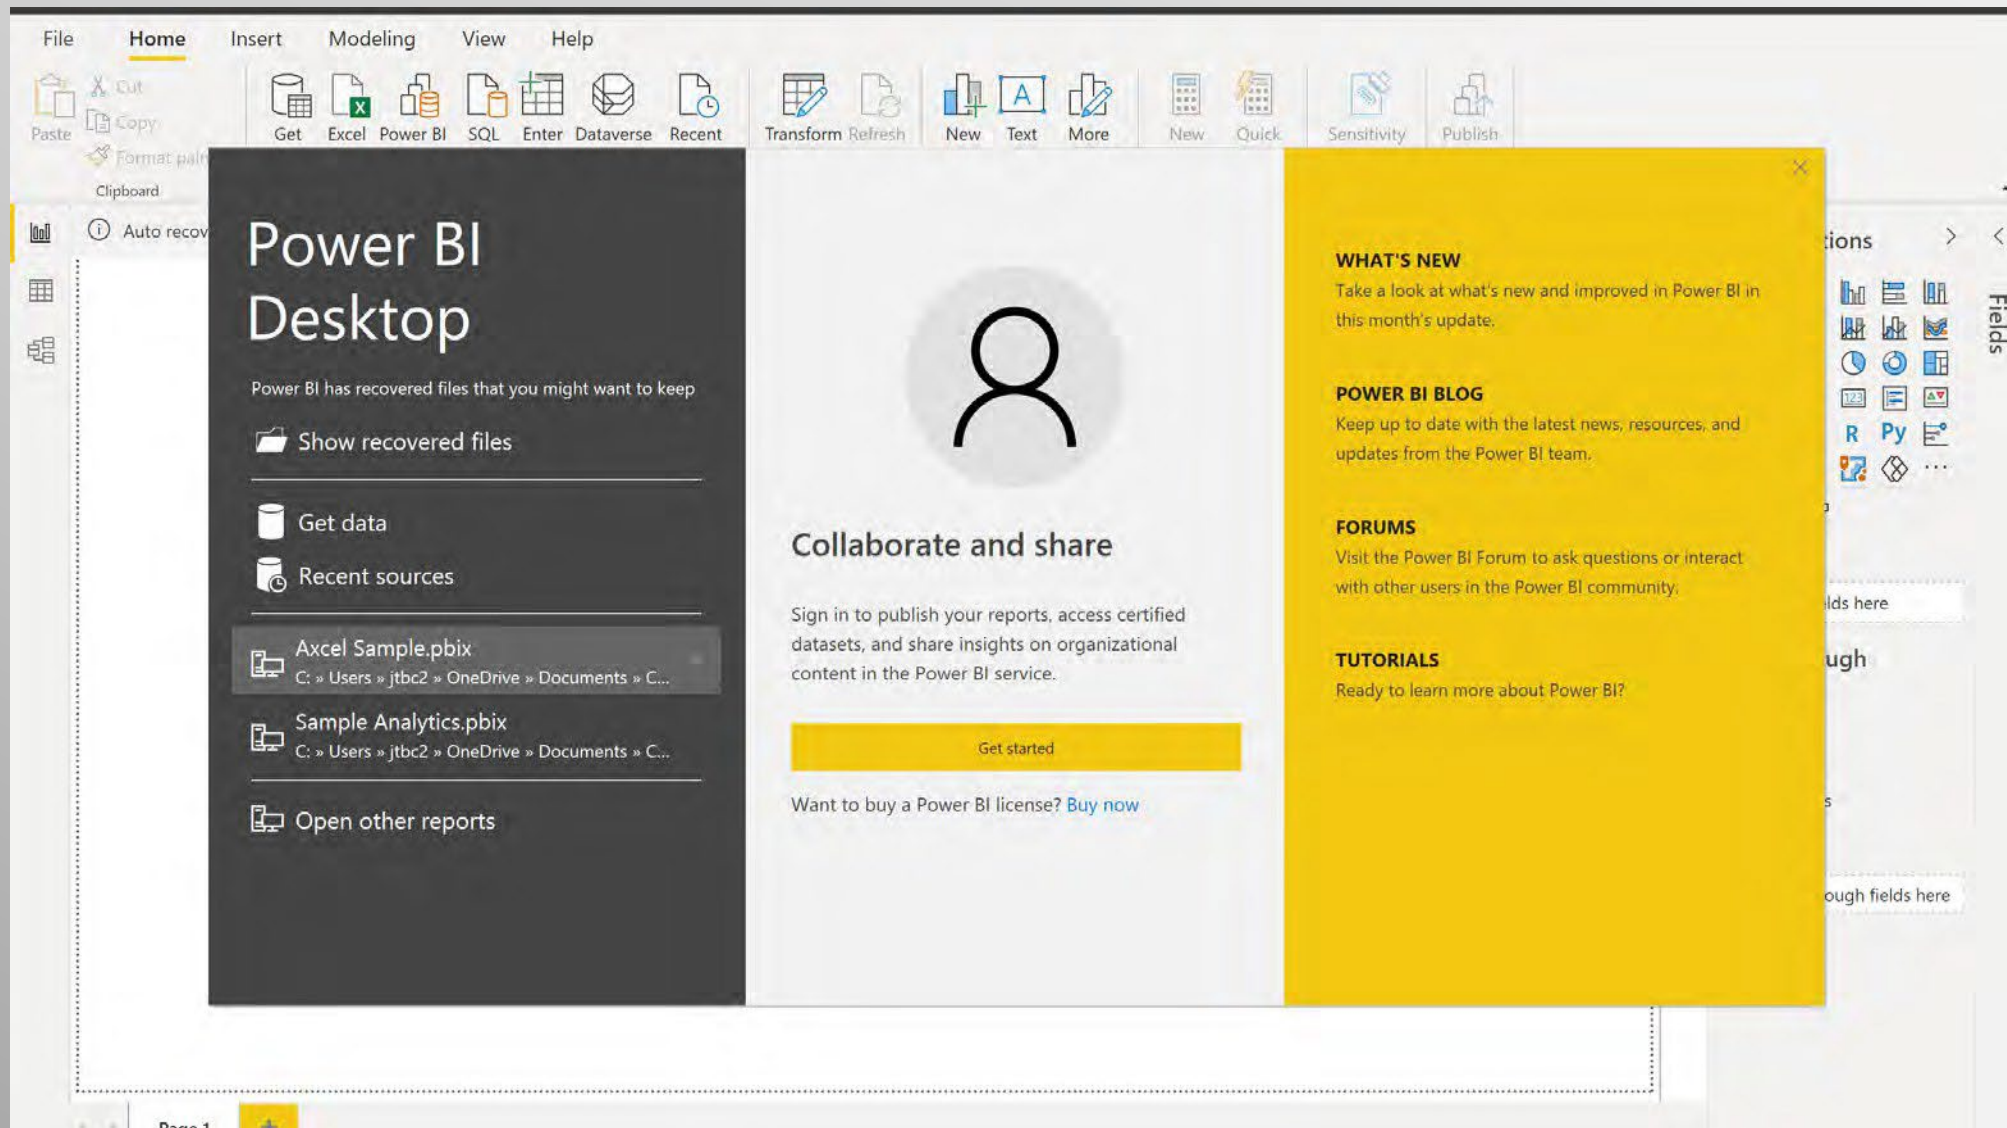 File Home Insert Modeling View Help
Cut
Copy
Paste
Format
Clipboard
Get Excel Power BI SQL Enter Dataverse Recent
Transform Refresh
New Text More
New Quick
Sensitivity
Publish
Auto recov
Power BI
Desktop
Power BI has recovered files that you might want to keep
Show recovered files
Get data
Recent sources
Axcel Sample.pbix
C: » Users » jtbc2 » OneDrive » Documents » C...
Sample Analytics.pbix
C: » Users » jtbc2 » OneDrive » Documents » C...
Open other reports
Collaborate and share
Sign in to publish your reports, access certified
datasets, and share insights on organizational
content in the Power BI service.
Get started
Want to buy a Power BI license? Buy now
WHAT'S NEW
Take a look at what's new and improved in Power BI in
this month's update.
POWER BI BLOG
Keep up to date with the latest news, resources, and
updates from the Power BI team.
FORUMS
Visit the Power BI Forum to ask questions or interact
with other users in the Power BI community.
TUTORIALS
Ready to learn more about Power BI?
tions
123
R Py
lds here
ugh
s
ough fields here
Fields
Page 1